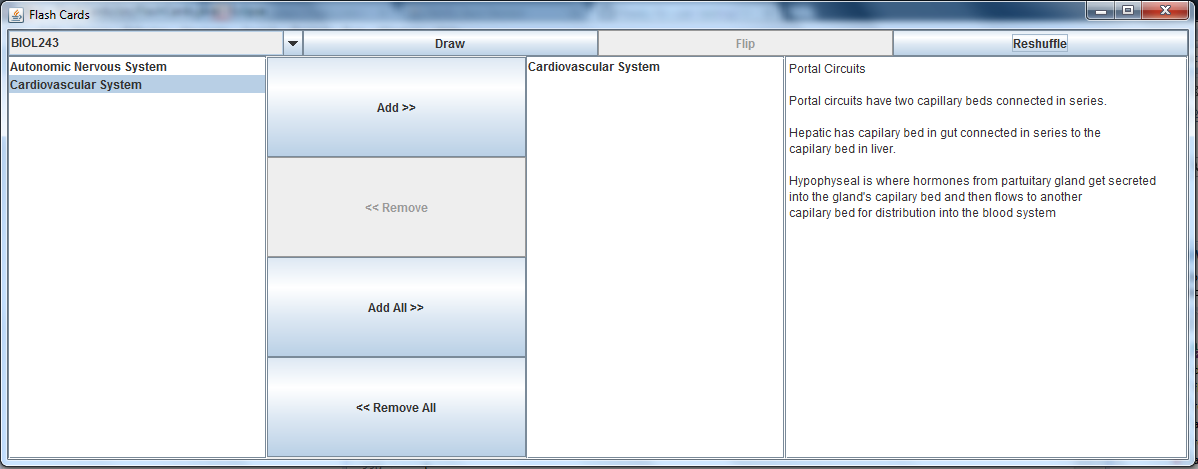 Flash Cards
BIOL243
Draw
Flip
Reshuffle
Autonomic Nervous System
Cardiovascular System
Add >>
<< Remove
Add All >>
<< Remove All
Cardiovascular System
Portal Circuits
Portal circuits have two capillary beds connected in series.
Hepatic has capilary bed in gut connected in series to the
capilary bed in liver.
Hypophyseal is where hormones from partuitary gland get secreted
into the gland's capilary bed and then flows to another
capilary bed for distribution into the blood system